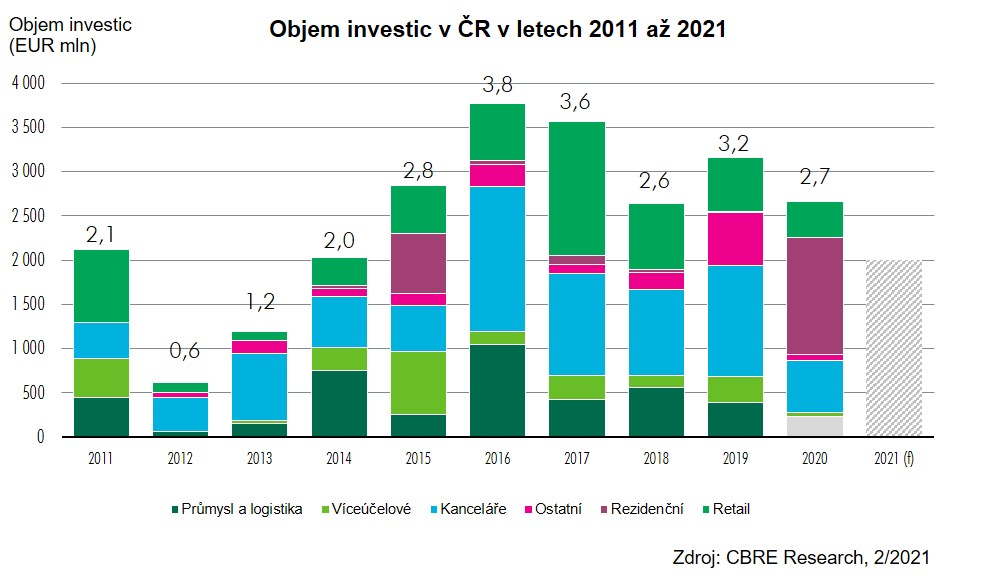 Objem investic
(EUR mln)
Objem investic v ČR v letech 2011 až 2021
4 000
3 500
3 000
2 500
2 000
1 500
1 000
500
0
2,1
0,6
1,2
2,0
2,8
3,8
3,6
2,6
3,2
2,7
2011
2012
2013
2014
2015
2016
2017
2018
2019
2020
2021 (f)
Průmysl a logistika
Víceúčelové
Kanceláře
Ostatní
Rezidenční
Retail
Zdroj: CBRE Research, 2/2021